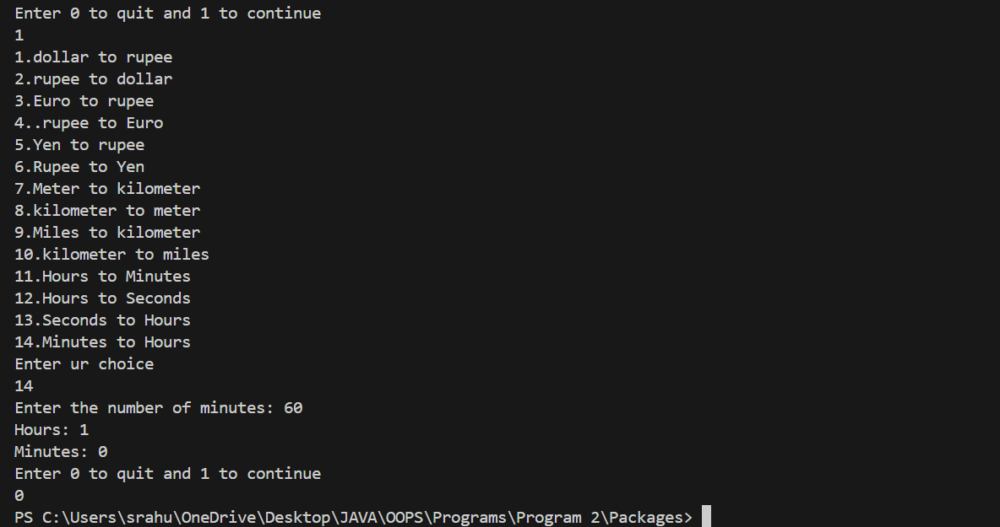 Enter 0 to quit and 1 to continue
1
1.dollar to rupee
2.rupee to dollar
3.Euro to rupee
4..rupee to Euro
5.Yen to rupee
6.Rupee to Yen
7.Meter to kilometer
8.kilometer to meter
9.Miles to kilometer
10.kilometer to miles
11.Hours to Minutes
12.Hours to Seconds
13.Seconds to Hours
14.Minutes to Hours
Enter ur choice
14
Enter the number of minutes: 60
Hours: 1
Minutes: 0
Enter 0 to quit and 1 to continue
0
PS C:\Users\srahu\OneDrive\Desktop\JAVA\OOPS\Programs\Program 2\Packages>